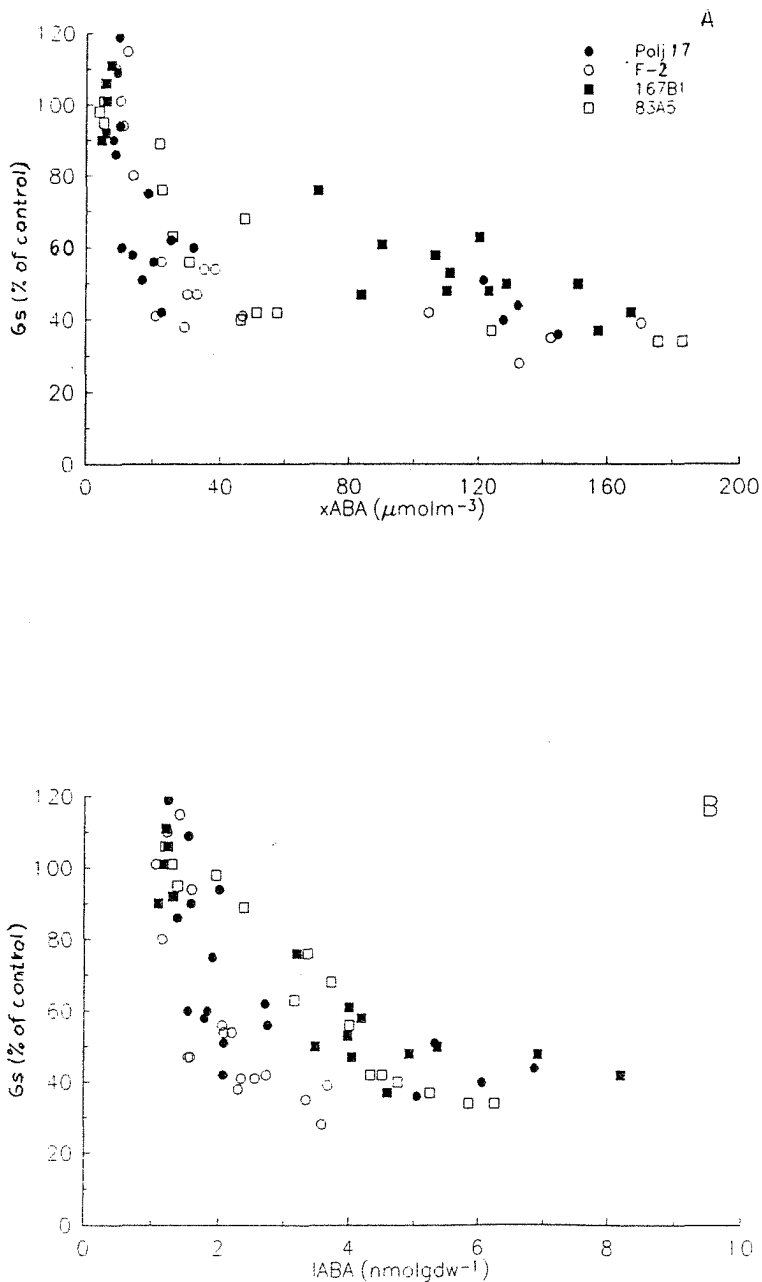 A
120
100
80
60
40
20
0
Gs (% of control)
Polj 17
F-2
167B1
83A5
0 40 80 120 160 200
xABA (μmolm⁻³)
B
120
100
80
60
40
20
0
Gs (% of control)
0 2 4 6 8 10
lABA (nmolgdw⁻¹)